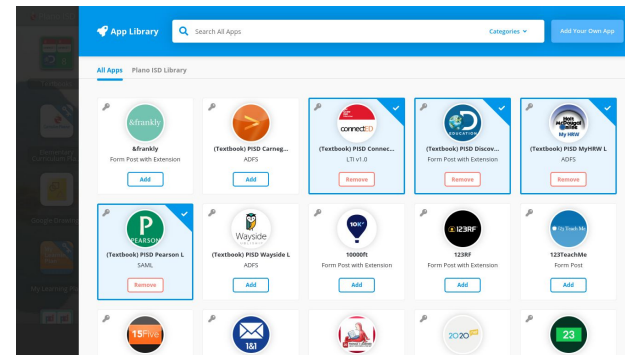 App Library
Search All Apps
Categories
Add Your Own App
All Apps Plano ISD Library
&frankly
&frankly
Form Post with Extension
Add
(Textbook) PISD Carneg...
ADFS
Add
connectED
(Textbook) PISD Connec...
LTI v1.0
Remove
EDUCATION
(Textbook) PISD Discov...
Form Post with Extension
Remove
Holt
McDougal
Online
My HRW
(Textbook) PISD MyHRW L
ADFS
Remove
P
PEARSON
(Textbook) PISD Pearson L
SAML
Remove
Wayside
(Textbook) PISD Wayside L
ADFS
Add
10K'
10000ft
Form Post with Extension
Add
123RF
123RF
Form Post with Extension
Add
123 Teach Me
123TeachMe
Form Post
Add
15Five
1&1
2020
23